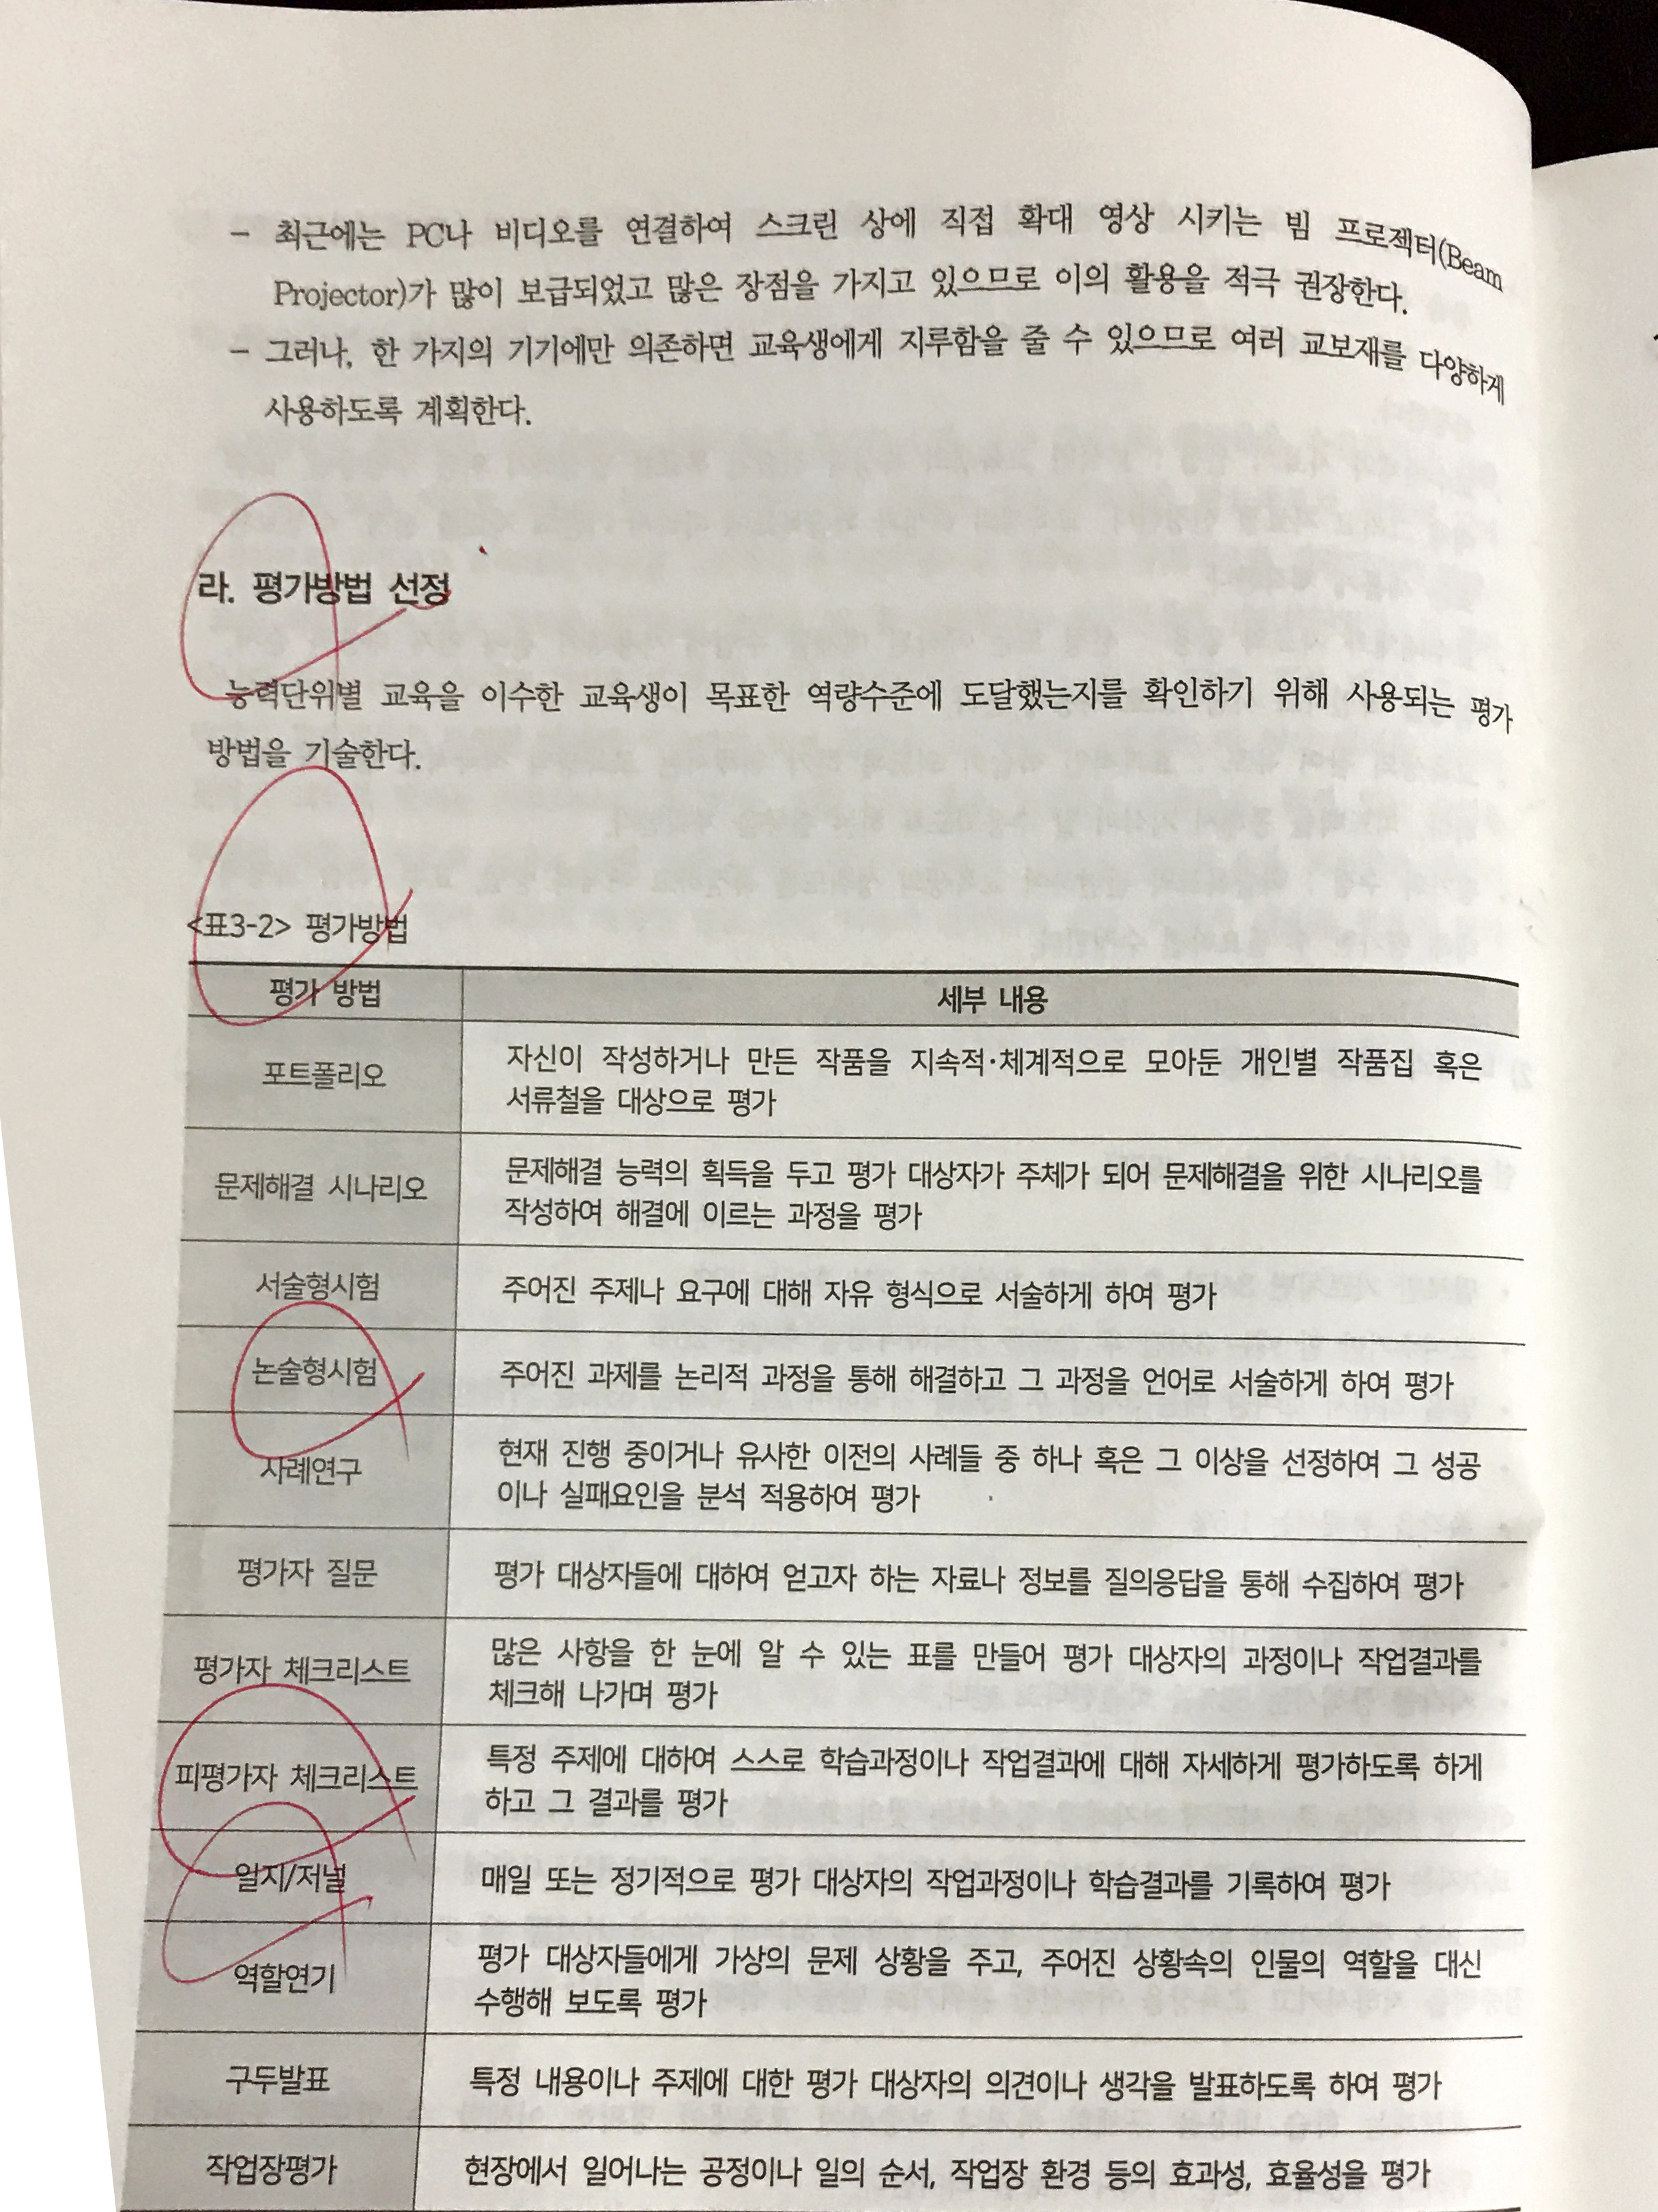 - 최근에는 PC나 비디오를 연결하여 스크린 상에 직접 확대 영상 시키는 빔 프로젝터(Beam
Projector)가 많이 보급되었고 많은 장점을 가지고 있으므로 이의 활용을 적극 권장한다.
- 그러나, 한 가지의 기기에만 의존하면 교육생에게 지루함을 줄 수 있으므로 여러 교보재를 다양하게
사용하도록 계획한다.
라. 평가방법 선정
능력단위별 교육을 이수한 교육생이 목표한 역량수준에 도달했는지를 확인하기 위해 사용되는 평가
방법을 기술한다.
<표3-2> 평가방법
평가 방법 세부 내용
포트폴리오
자신이 작성하거나 만든 작품을 지속적·체계적으로 모아둔 개인별 작품집 혹은
서류철을 대상으로 평가
문제해결 시나리오
문제해결 능력의 획득을 두고 평가 대상자가 주체가 되어 문제해결을 위한 시나리오를
작성하여 해결에 이르는 과정을 평가
서술형시험
주어진 주제나 요구에 대해 자유 형식으로 서술하게 하여 평가
논술형시험
주어진 과제를 논리적 과정을 통해 해결하고 그 과정을 언어로 서술하게 하여 평가
사례연구
현재 진행 중이거나 유사한 이전의 사례들 중 하나 혹은 그 이상을 선정하여 그 성공
이나 실패요인을 분석 적용하여 평가
평가자 질문
평가 대상자들에 대하여 얻고자 하는 자료나 정보를 질의응답을 통해 수집하여 평가
평가자 체크리스트
많은 사항을 한 눈에 알 수 있는 표를 만들어 평가 대상자의 과정이나 작업결과를
체크해 나가며 평가
피평가자 체크리스트
특정 주제에 대하여 스스로 학습과정이나 작업결과에 대해 자세하게 평가하도록 하게
하고 그 결과를 평가
일지/저널
매일 또는 정기적으로 평가 대상자의 작업과정이나 학습결과를 기록하여 평가
역할연기
평가 대상자들에게 가상의 문제 상황을 주고, 주어진 상황속의 인물의 역할을 대신
수행해 보도록 평가
구두발표
특정 내용이나 주제에 대한 평가 대상자의 의견이나 생각을 발표하도록 하여 평가
작업장평가
현장에서 일어나는 공정이나 일의 순서, 작업장 환경 등의 효과성, 효율성을 평가